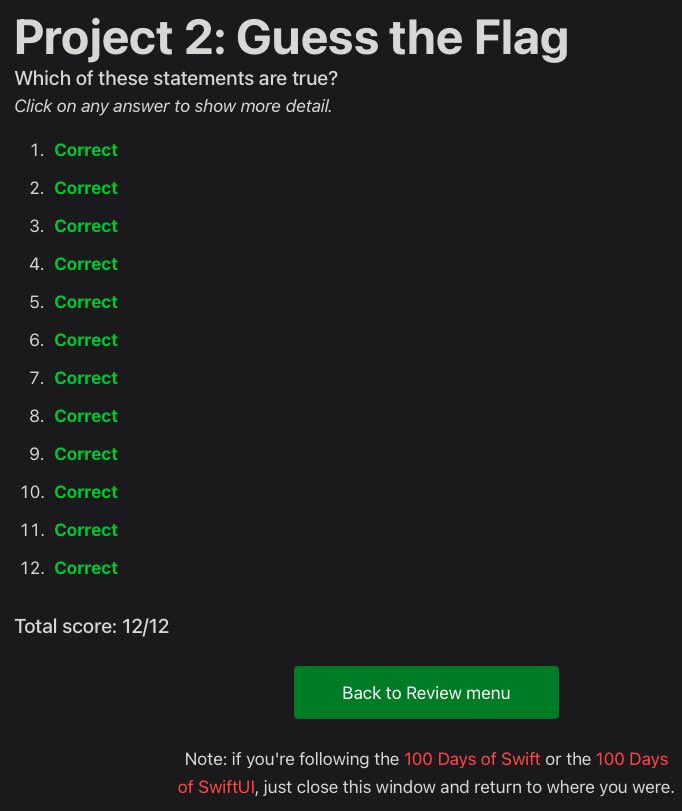 Project 2: Guess the Flag
Which of these statements are true?
Click on any answer to show more detail.
1. Correct
2. Correct
3. Correct
4. Correct
5. Correct
6. Correct
7. Correct
8. Correct
9. Correct
10. Correct
11. Correct
12. Correct
Total score: 12/12
Back to Review menu
Note: if you're following the 100 Days of Swift or the 100 Days
of SwiftUI, just close this window and return to where you were.